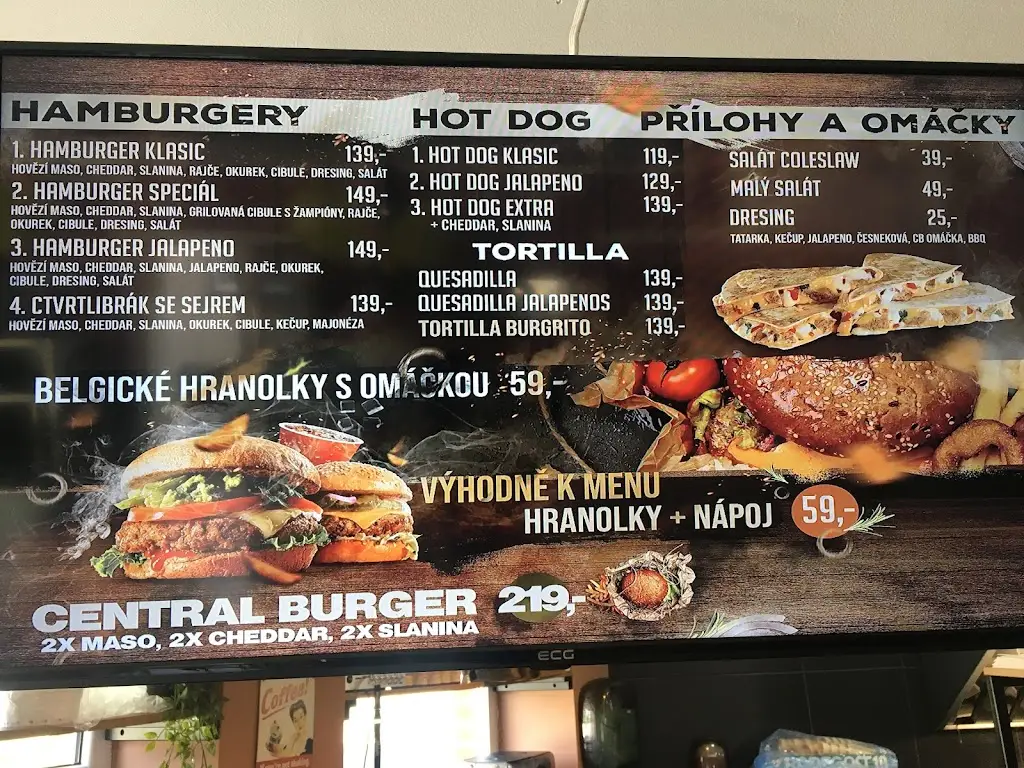 HAMBURGERY
1. HAMBURGER KLASIC 139,-
HOVĚZÍ MASO, CHEDDAR, SLANINA, RAJČE, OKUREK, CIBULE, DRESING, SALÁT
2. HAMBURGER SPECIÁL 149,-
HOVĚZÍ MASO, CHEDDAR, SLANINA, GRILOVANÁ CIBULE S ŽAMPIÓNY, RAJČE,
OKUREK, CIBULE, DRESING, SALÁT
3. HAMBURGER JALAPENO 149,-
HOVĚZÍ MASO, CHEDDAR, SLANINA, JALAPENO, RAJČE, OKUREK,
CIBULE, DRESING, SALÁT
4. CTVRTLIBRÁK SE SEJREM 139,-
HOVĚZÍ MASO, CHEDDAR, SLANINA, OKUREK, CIBULE, KEČUP, MAJONÉZA
HOT DOG
1. HOT DOG KLASIC 119,-
2. HOT DOG JALAPENO 129,-
3. HOT DOG EXTRA 139,-
+ CHEDDAR, SLANINA
TORTILLA
QUESADILLA 139,-
QUESADILLA JALAPENOS 139,-
TORTILLA BURGRITO 139,-
PŘÍLOHY A OMÁČKY
SALÁT COLESLAW 39,-
MALÝ SALÁT 49,-
DRESING 25,-
TATARKA, KEČUP, JALAPENO, ČESNEKOVÁ, CB OMÁČKA, BBQ
BELGICKÉ HRANOLKY S OMÁČKOU 59,-
VÝHODNĚ K MENU
HRANOLKY + NÁPOJ 59,-
CENTRAL BURGER 219,-
2X MASO, 2X CHEDDAR, 2X SLANINA
ECG
Coffee!